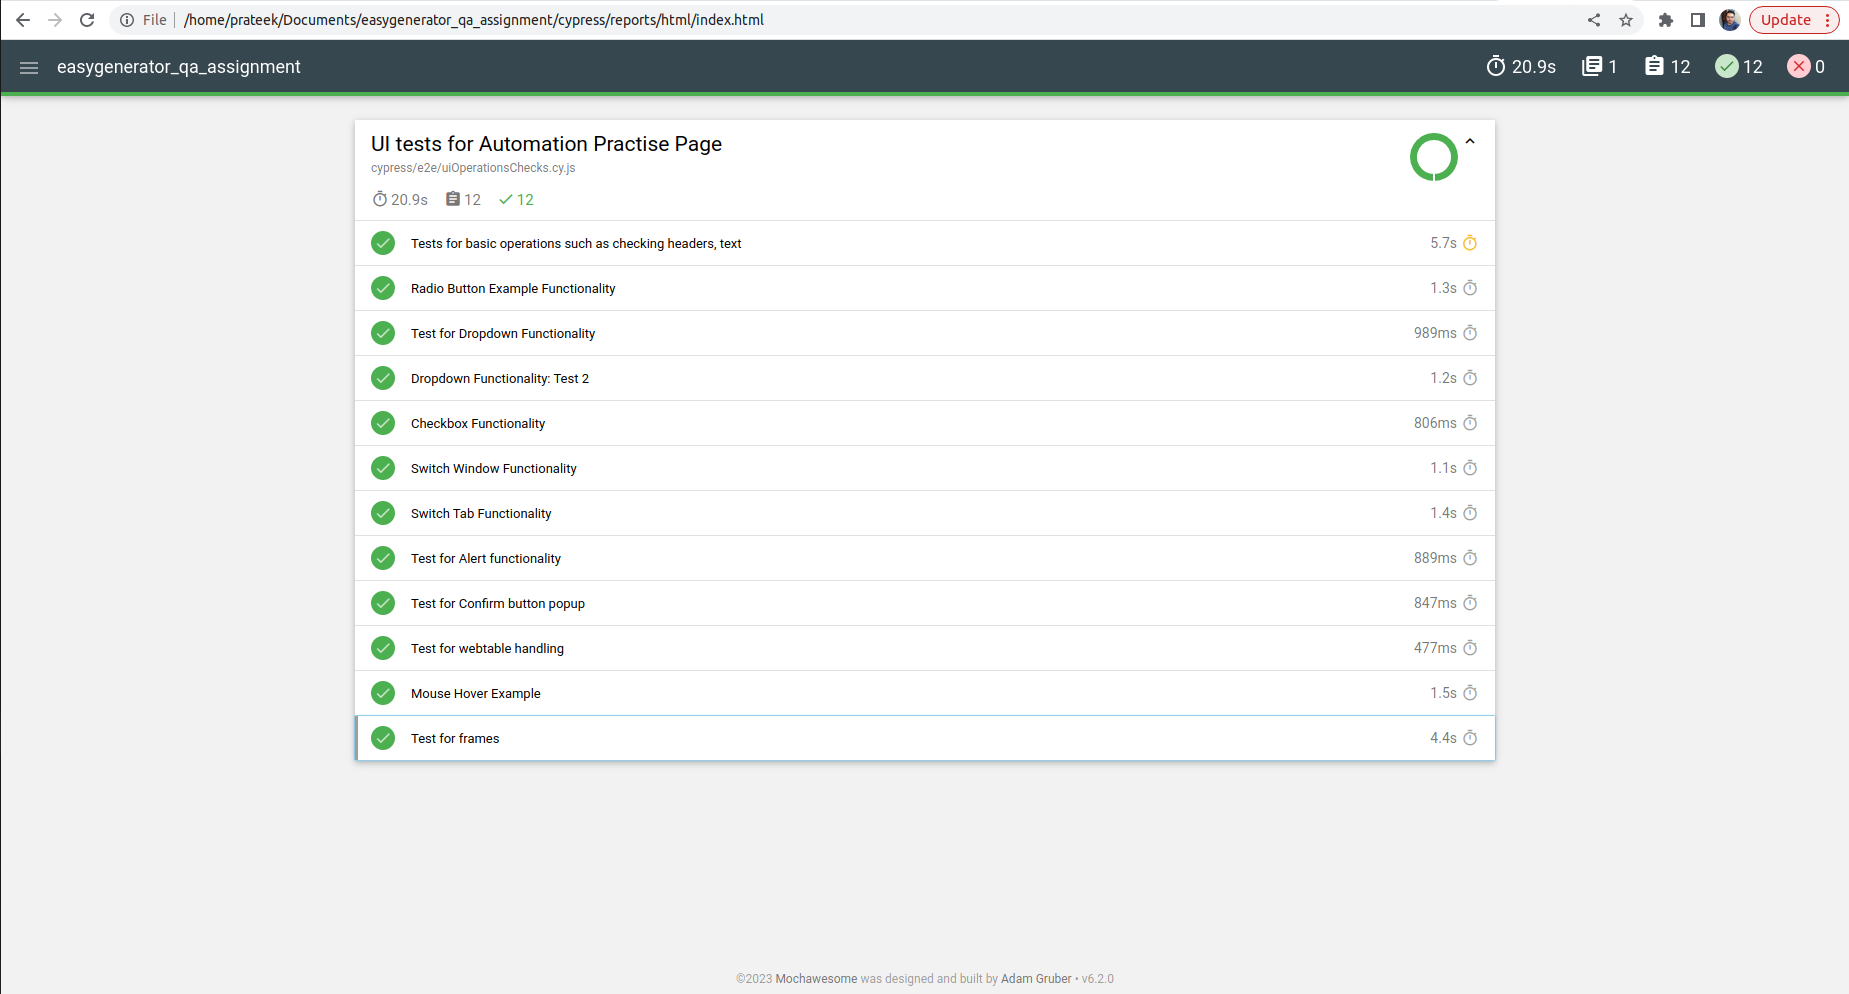 File /home/prateek/Documents/easygenerator_qa_assignment/cypress/reports/html/index.html Update
easygenerator_qa_assignment 20.9s 1 12 12 0
UI tests for Automation Practise Page
cypress/e2e/uiOperationsChecks.cy.js
20.9s 12 12
Tests for basic operations such as checking headers, text 5.7s
Radio Button Example Functionality 1.3s
Test for Dropdown Functionality 989ms
Dropdown Functionality: Test 2 1.2s
Checkbox Functionality 806ms
Switch Window Functionality 1.1s
Switch Tab Functionality 1.4s
Test for Alert functionality 889ms
Test for Confirm button popup 847ms
Test for webtable handling 477ms
Mouse Hover Example 1.5s
Test for frames 4.4s
©2023 Mochawesome was designed and built by Adam Gruber • v6.2.0